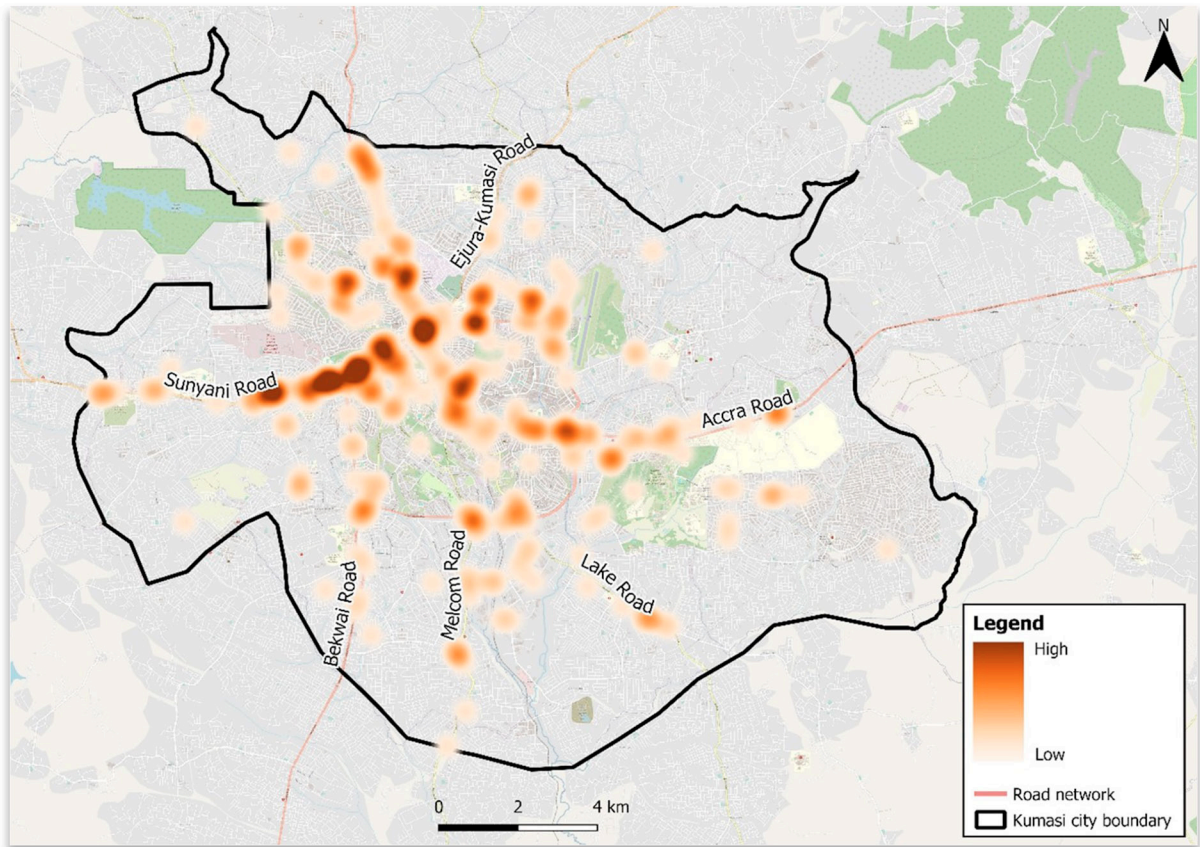 N
Ejura-Kumasi Road
Sunyani Road
Accra Road
Bekwai Road
Melcom Road
Lake Road
Legend
High
Low
Road network
Kumasi city boundary
0 2 4 km